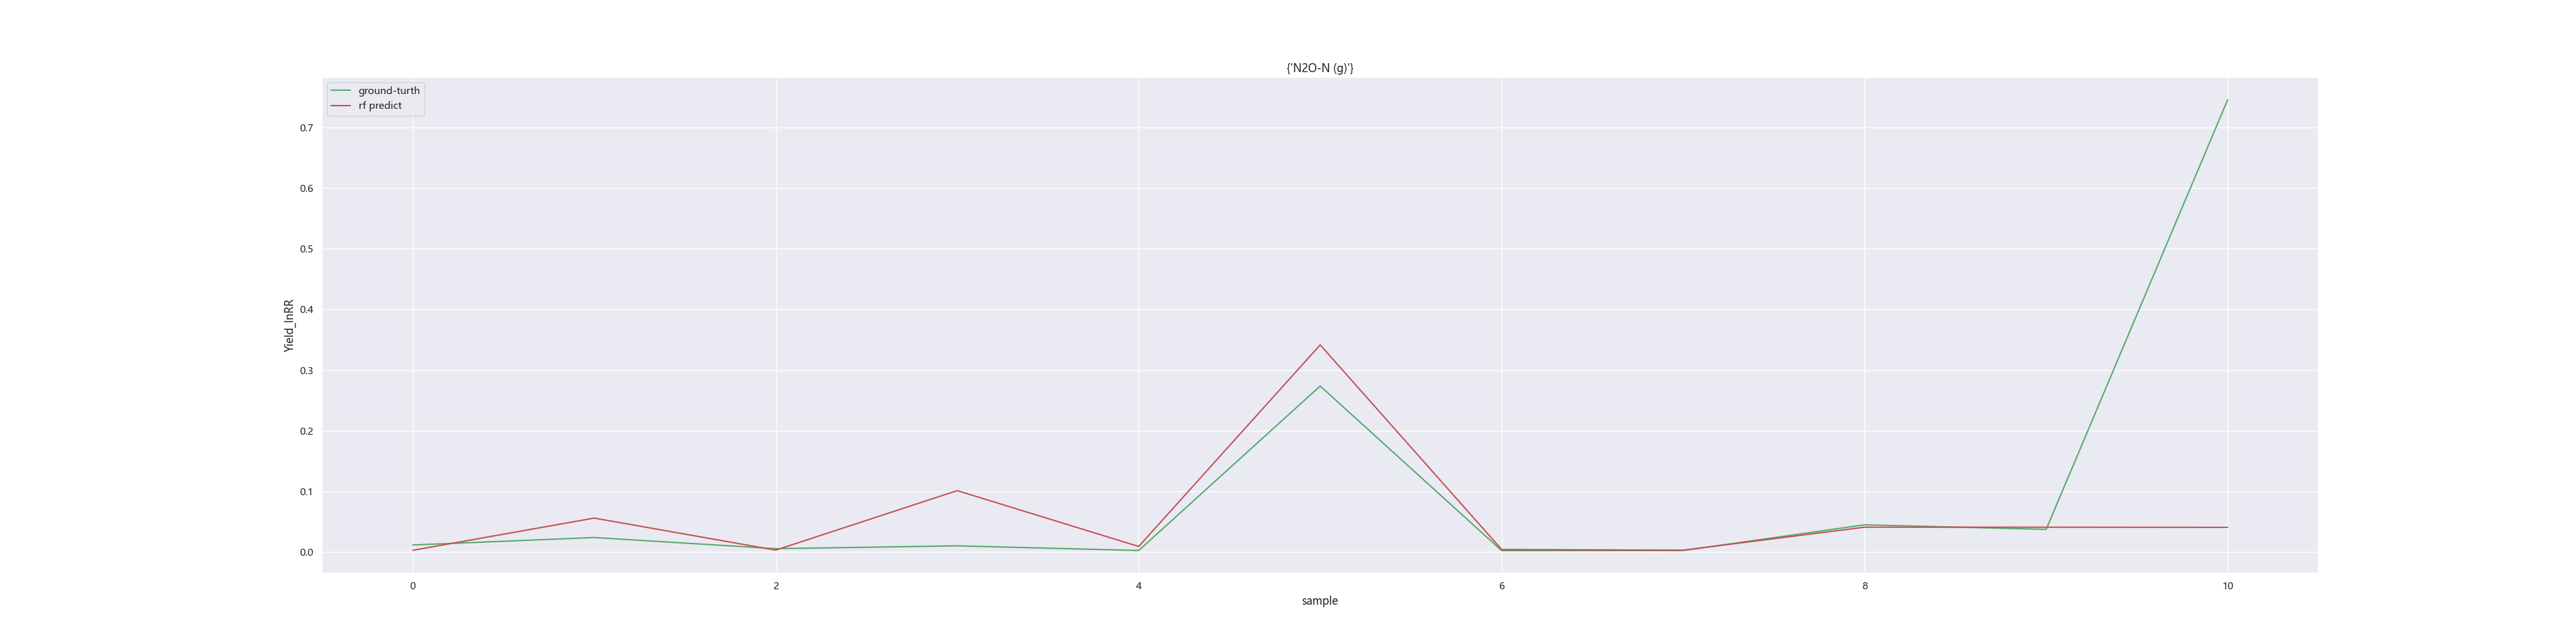 {'N2O-N (g)'}
ground-turth
rf predict
Yield_lnRR
0.7
0.6
0.5
0.4
0.3
0.2
0.1
0.0
0 2 4 6 8 10
sample